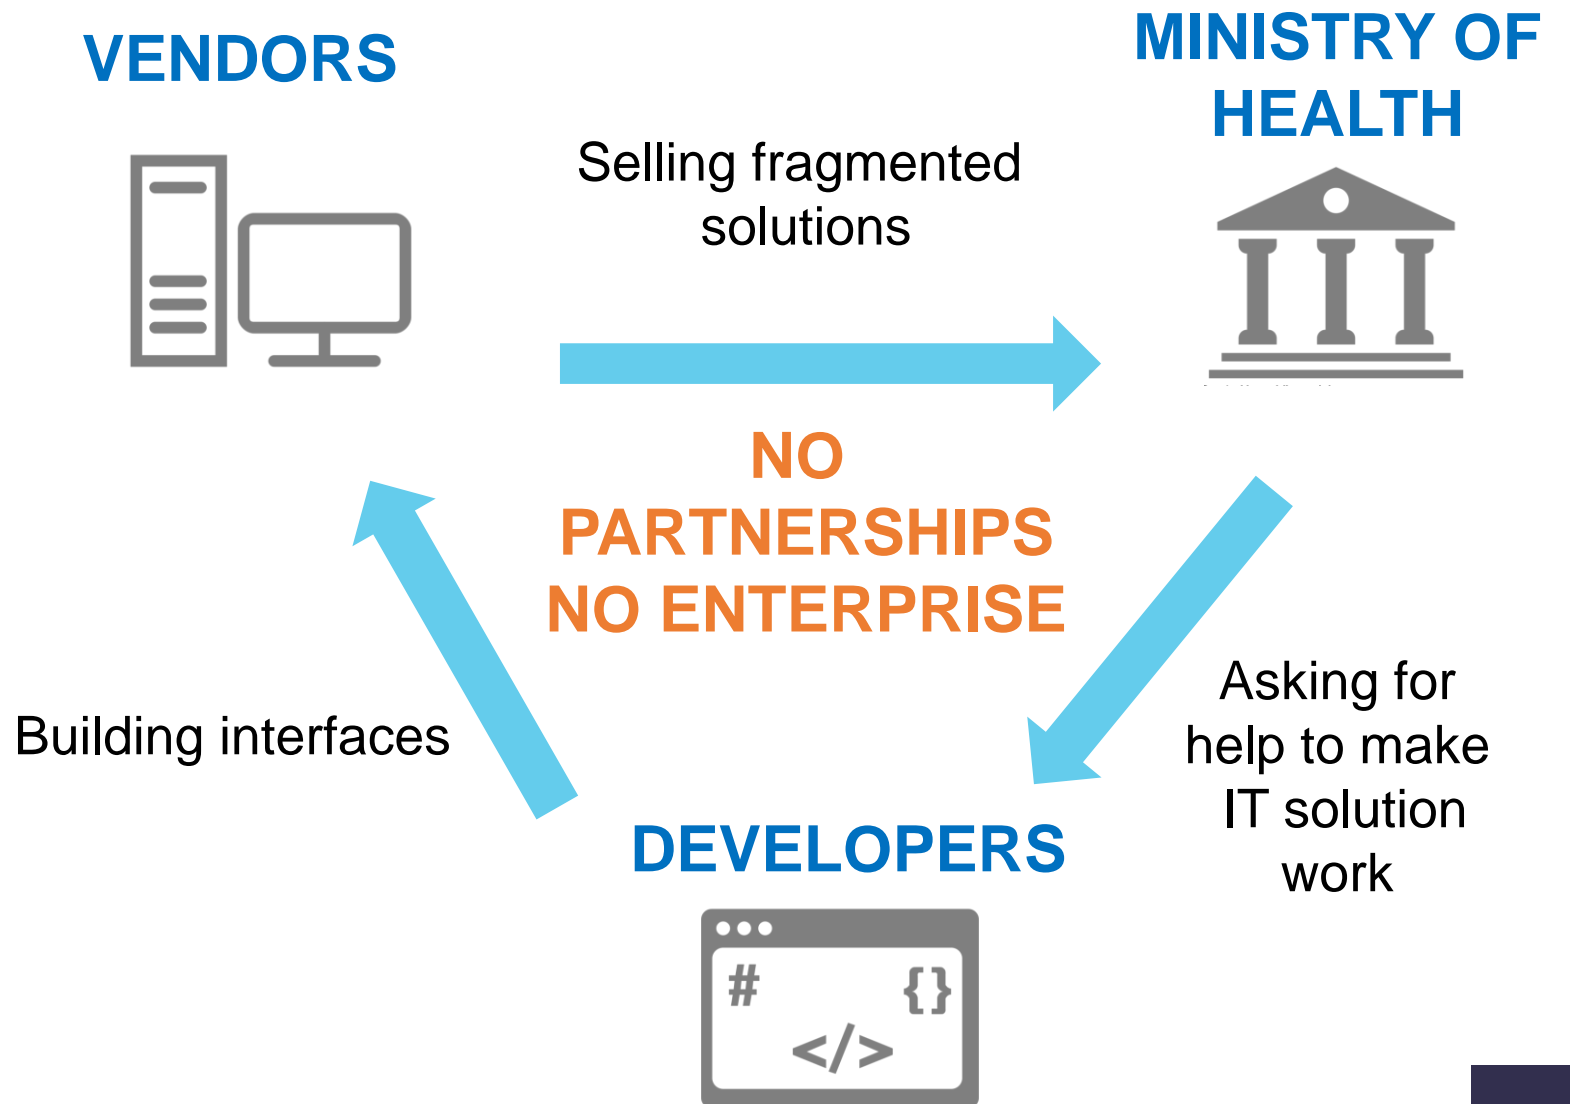 VENDORS
MINISTRY OF
HEALTH
Selling fragmented
solutions
NO
PARTNERSHIPS
NO ENTERPRISE
Building interfaces
Asking for
help to make
IT solution
work
DEVELOPERS
# {}
</>